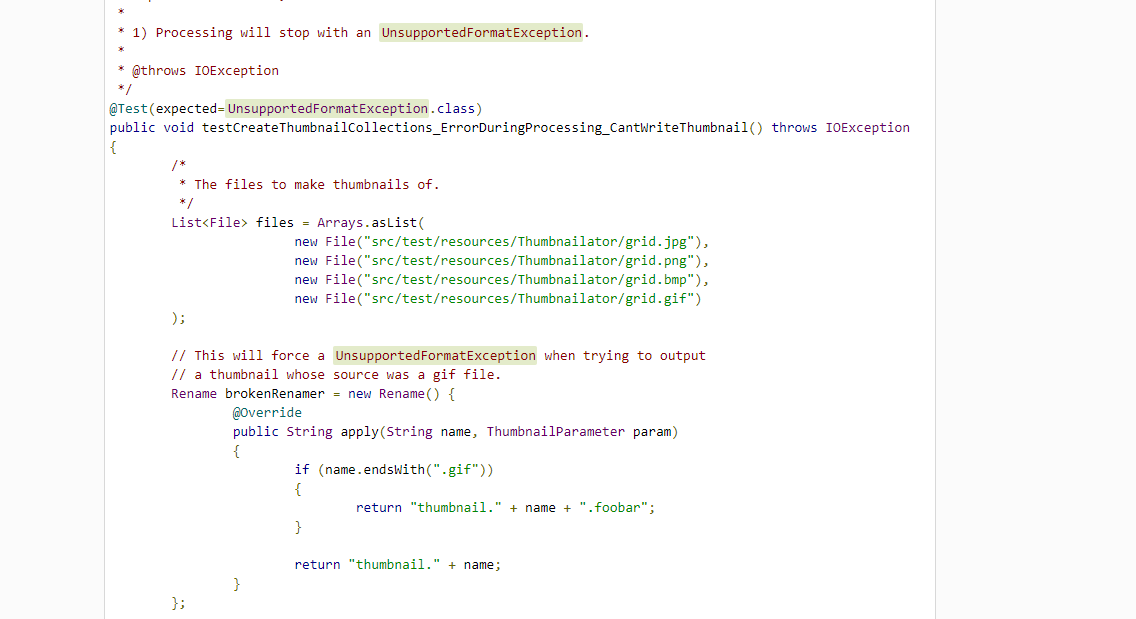 *
* 1) Processing will stop with an UnsupportedFormatException.
*
* @throws IOException
*/
@Test(expected=UnsupportedFormatException.class)
public void testCreateThumbnailCollections_ErrorDuringProcessing_CantWriteThumbnail() throws IOException
{
/*
* The files to make thumbnails of.
*/
List<File> files = Arrays.asList(
new File("src/test/resources/Thumbnailator/grid.jpg"),
new File("src/test/resources/Thumbnailator/grid.png"),
new File("src/test/resources/Thumbnailator/grid.bmp"),
new File("src/test/resources/Thumbnailator/grid.gif")
);
// This will force a UnsupportedFormatException when trying to output
// a thumbnail whose source was a gif file.
Rename brokenRenamer = new Rename() {
@Override
public String apply(String name, ThumbnailParameter param)
{
if (name.endsWith(".gif"))
{
return "thumbnail." + name + ".foobar";
}
return "thumbnail." + name;
}
};